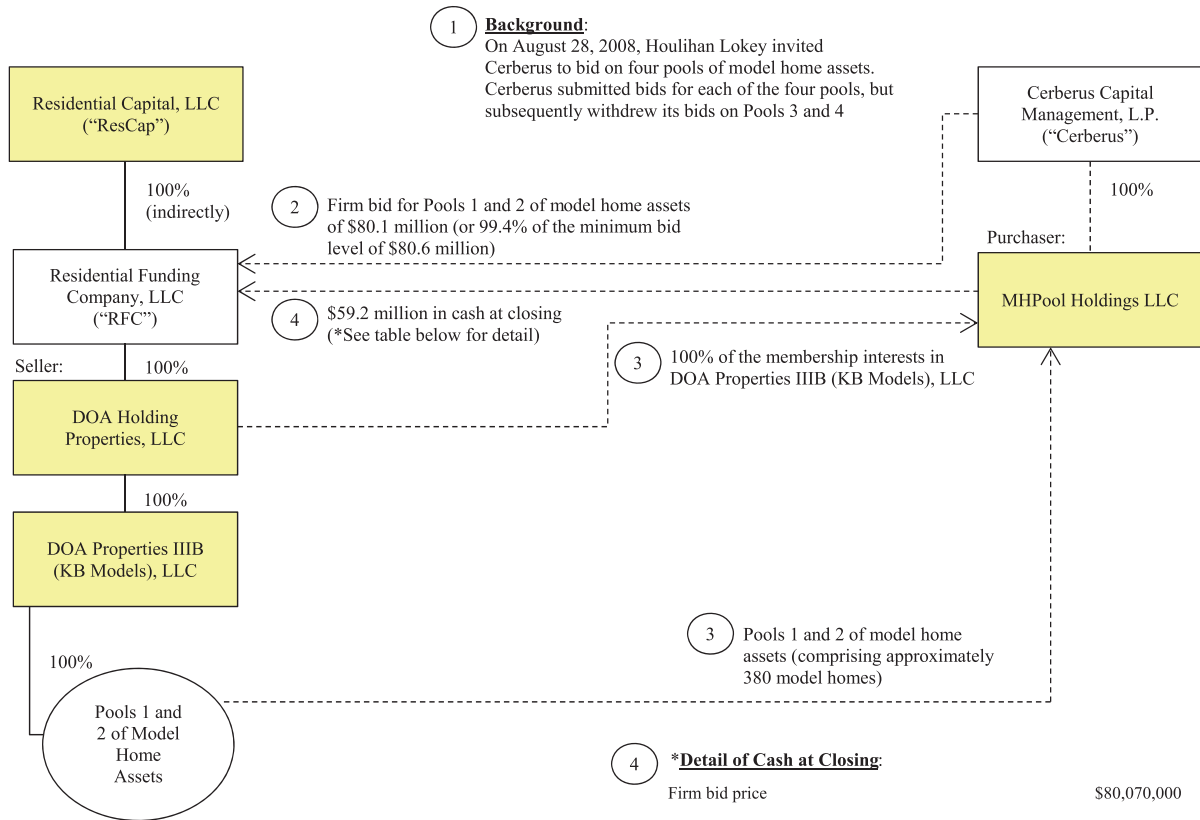 1
Background:
On August 28, 2008, Houlihan Lokey invited
Cerberus to bid on four pools of model home assets.
Cerberus submitted bids for each of the four pools, but
subsequently withdrew its bids on Pools 3 and 4
Residential Capital, LLC
(“ResCap”)
Cerberus Capital
Management, L.P.
(“Cerberus”)
100%
(indirectly)
100%
2
Firm bid for Pools 1 and 2 of model home assets
of $80.1 million (or 99.4% of the minimum bid
level of $80.6 million)
Purchaser:
Residential Funding
Company, LLC
(“RFC”)
MHPool Holdings LLC
4
$59.2 million in cash at closing
(*See table below for detail)
3
100% of the membership interests in
DOA Properties IIIB (KB Models), LLC
Seller:
100%
DOA Holding
Properties, LLC
100%
DOA Properties IIIB
(KB Models), LLC
100%
3
Pools 1 and 2 of model home
assets (comprising approximately
380 model homes)
Pools 1 and
2 of Model
Home
Assets
4
*Detail of Cash at Closing:
Firm bid price $80,070,000